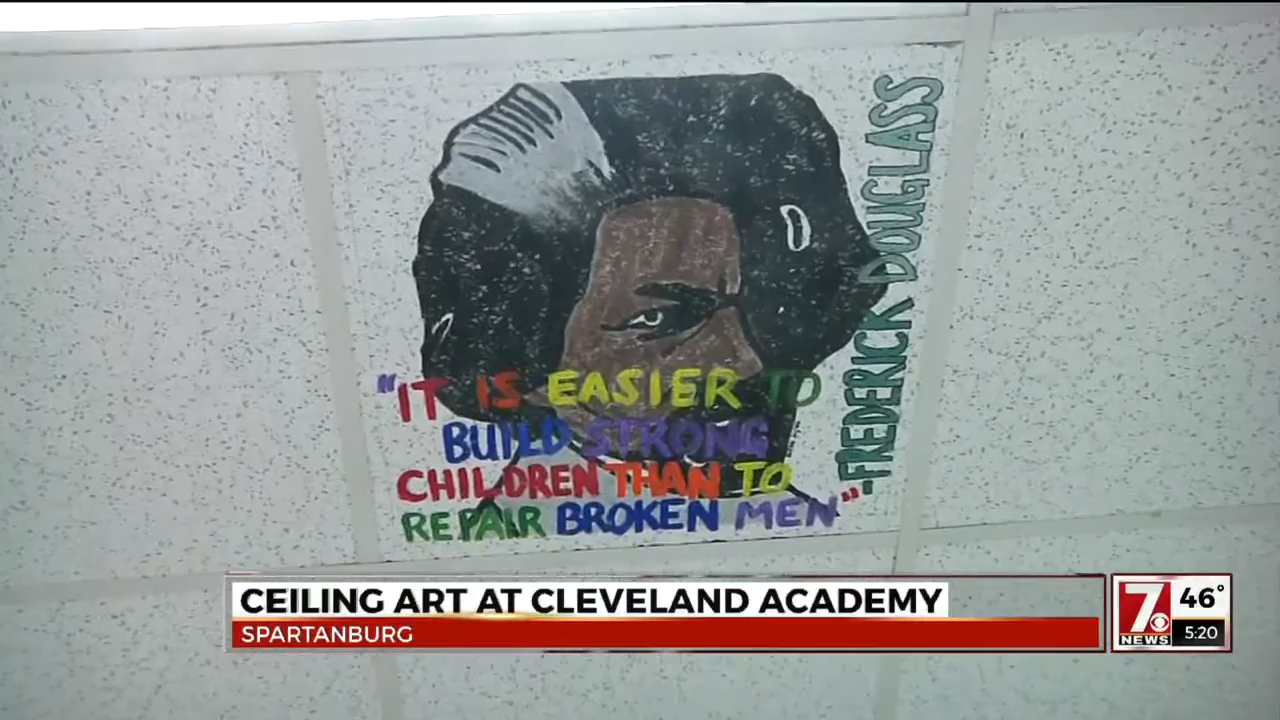 "IT IS EASIER TO
BUILD STRONG
CHILDREN THAN TO
REPAIR BROKEN MEN"
-FREDERICK DOUGLASS
CEILING ART AT CLEVELAND ACADEMY
SPARTANBURG
7
NEWS
46°
5:20